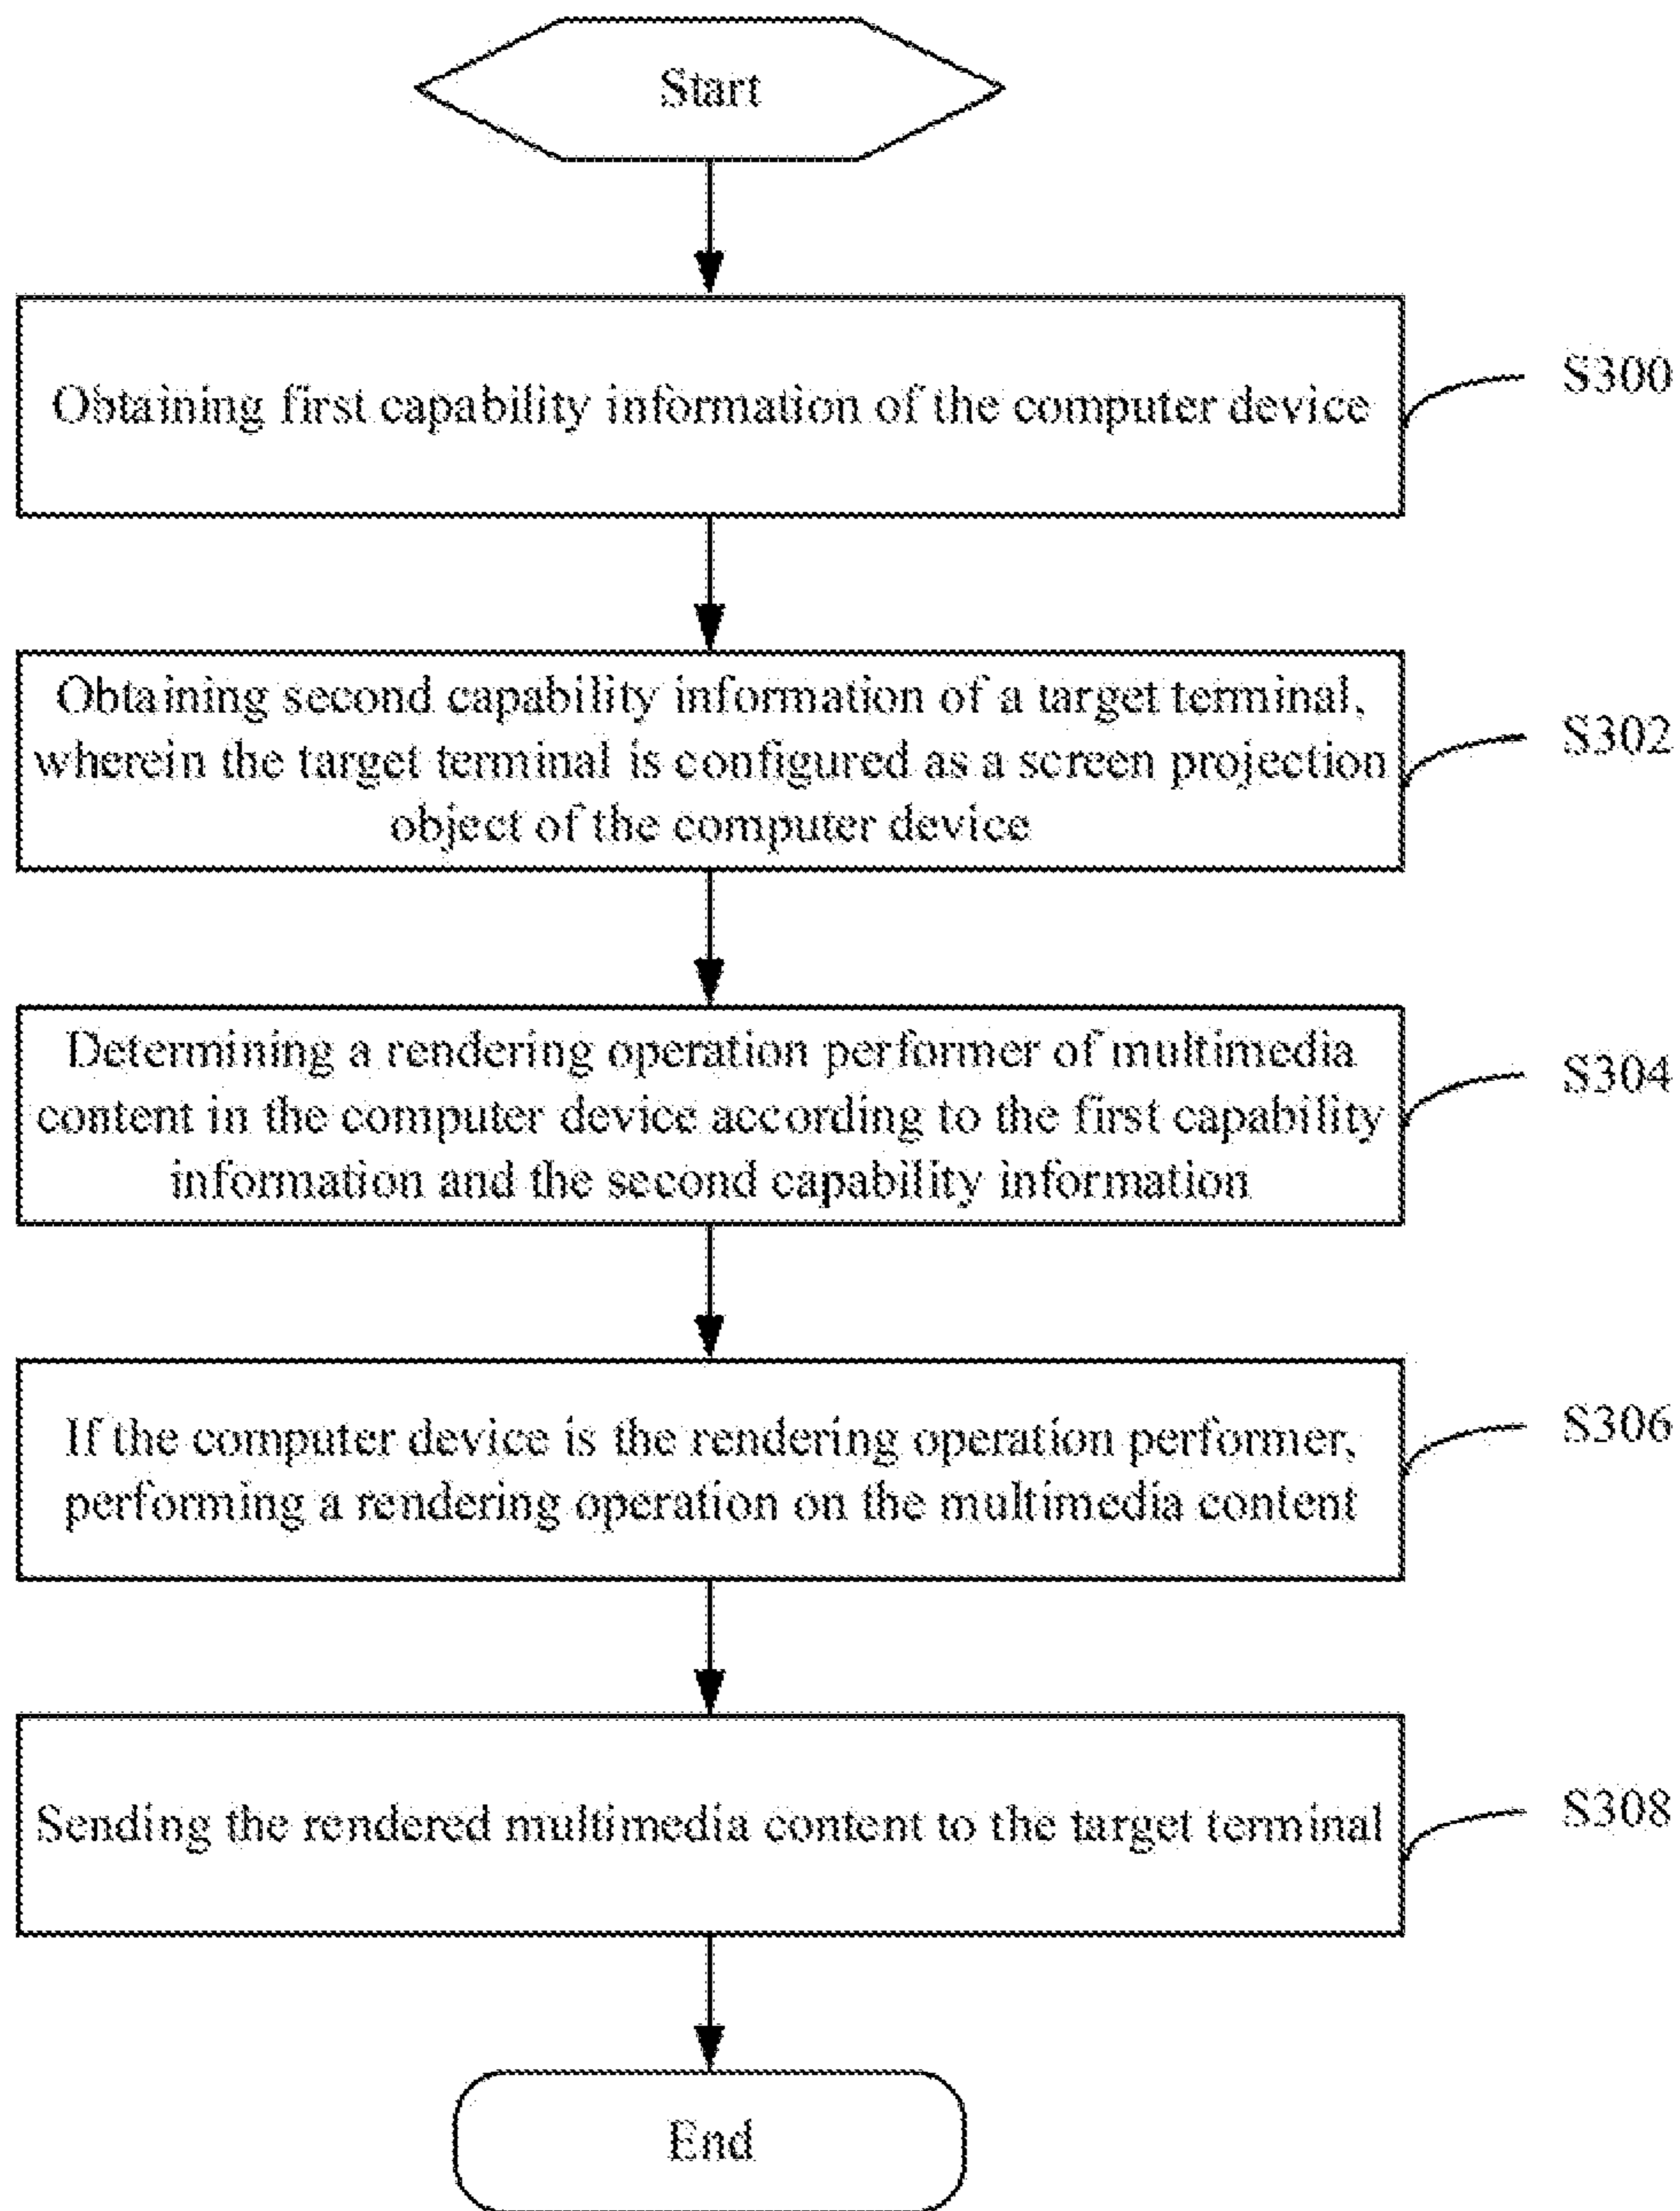 Start
Obtaining first capability information of the computer device
S300
Obtaining second capability information of a target terminal,
wherein the target terminal is configured as a screen projection
object of the computer device
S302
Determining a rendering operation performer of multimedia
content in the computer device according to the first capability
information and the second capability information
S304
If the computer device is the rendering operation performer,
performing a rendering operation on the multimedia content
S306
Sending the rendered multimedia content to the target terminal
S308
End